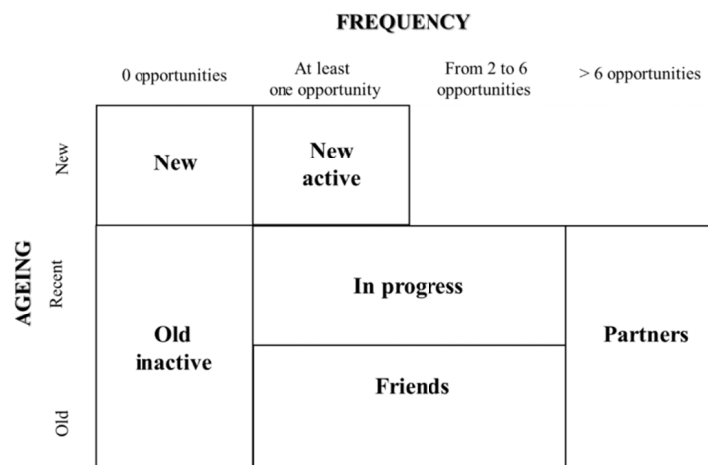 FREQUENCY
0 opportunities
At least
one opportunity
From 2 to 6
opportunities
> 6 opportunities
AGEING
New
Recent
Old
New
New
active
In progress
Old
inactive
Partners
Friends